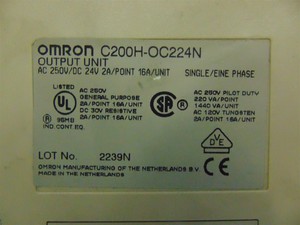 OMRON C200H-OC224N
OUTPUT UNIT
AC 250V/DC 24V 2A/POINT 16A/UNIT SINGLE/EINE PHASE
LISTED
AC 250V
GENERAL PURPOSE
2A/POINT 16A/UNIT
DC 30V RESISTIVE
2A/POINT 16A/UNIT
UL
96M8
IND.CONT.EQ.
AC 250V PILOT DUTY
220 VA/POINT
1440 VA/UNIT
AC 120V TUNGSTEN
2A/POINT 16A/UNIT
LOT No. 2239N
OMRON MANUFACTURING OF THE NETHERLANDS B.V.
MADE IN THE NETHERLANDS
CE